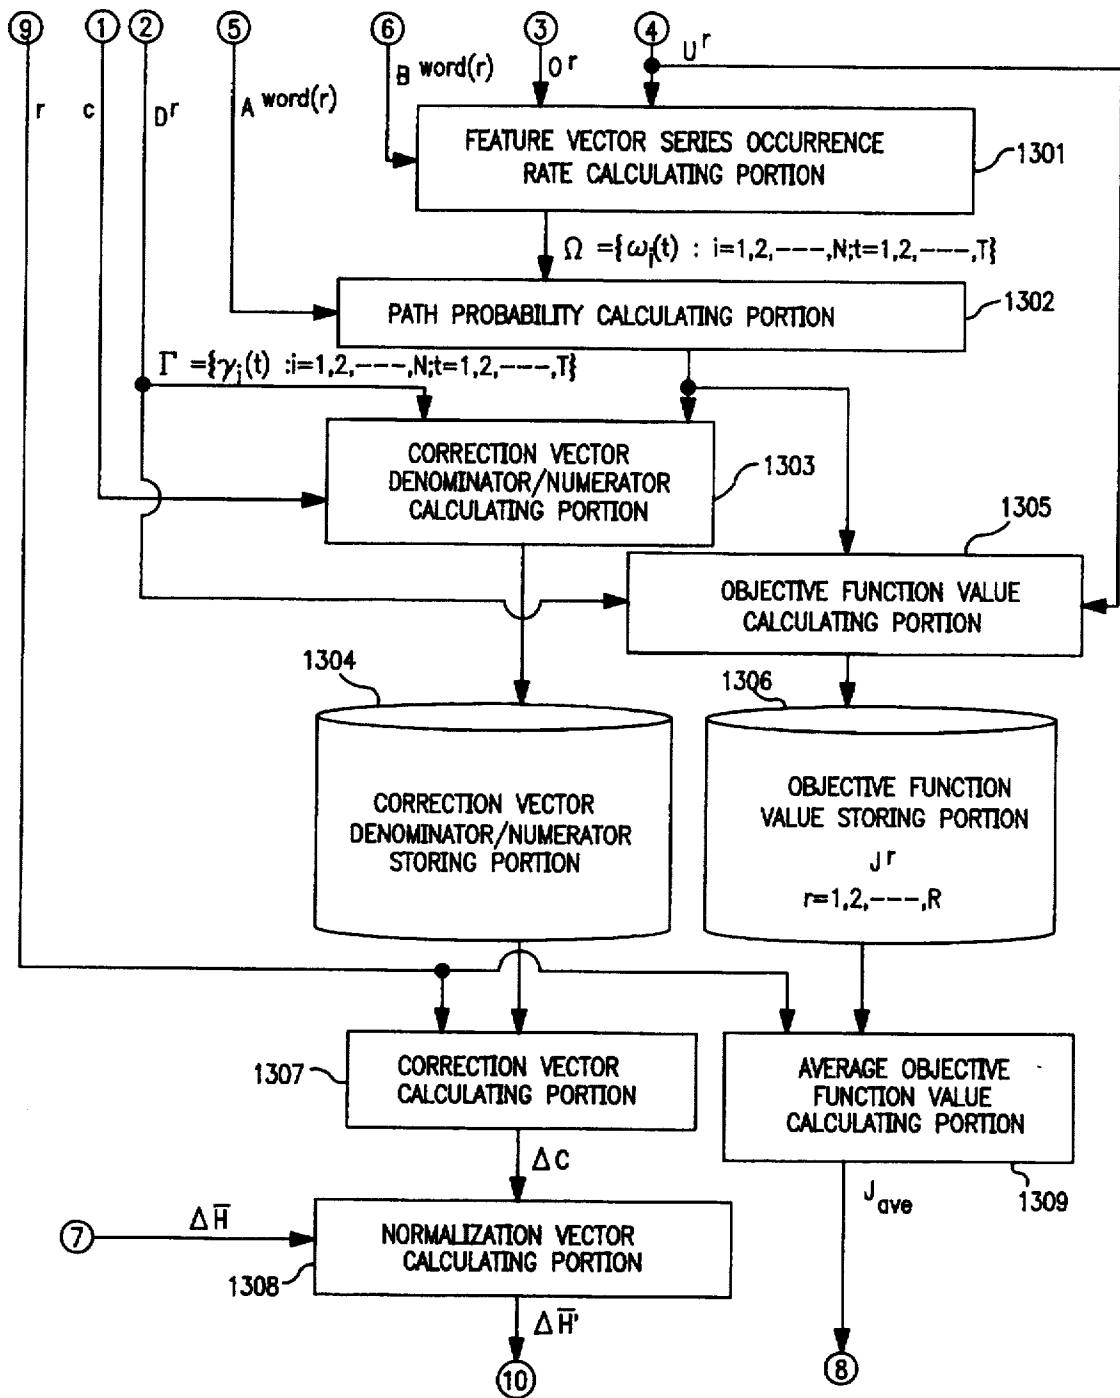 9 1 2 5 6 3 4
r
c
D r
A word(r)
B word(r)
O r
U r
FEATURE VECTOR SERIES OCCURRENCE
RATE CALCULATING PORTION
1301
Ω ={ωi(t) : i=1,2,---,N;t=1,2,---,T}
PATH PROBABILITY CALCULATING PORTION
1302
Γ ={γi(t) :i=1,2,---,N;t=1,2,---,T}
CORRECTION VECTOR
DENOMINATOR/NUMERATOR
CALCULATING PORTION
1303
1305
OBJECTIVE FUNCTION VALUE
CALCULATING PORTION
1304
1306
CORRECTION VECTOR
DENOMINATOR/NUMERATOR
STORING PORTION
OBJECTIVE FUNCTION
VALUE STORING PORTION
J r
r=1,2,---,R
1307
CORRECTION VECTOR
CALCULATING PORTION
AVERAGE OBJECTIVE
FUNCTION VALUE
CALCULATING PORTION
1309
ΔC
Jave
7
ΔH̅
NORMALIZATION VECTOR
CALCULATING PORTION
1308
ΔH̅'
10
8